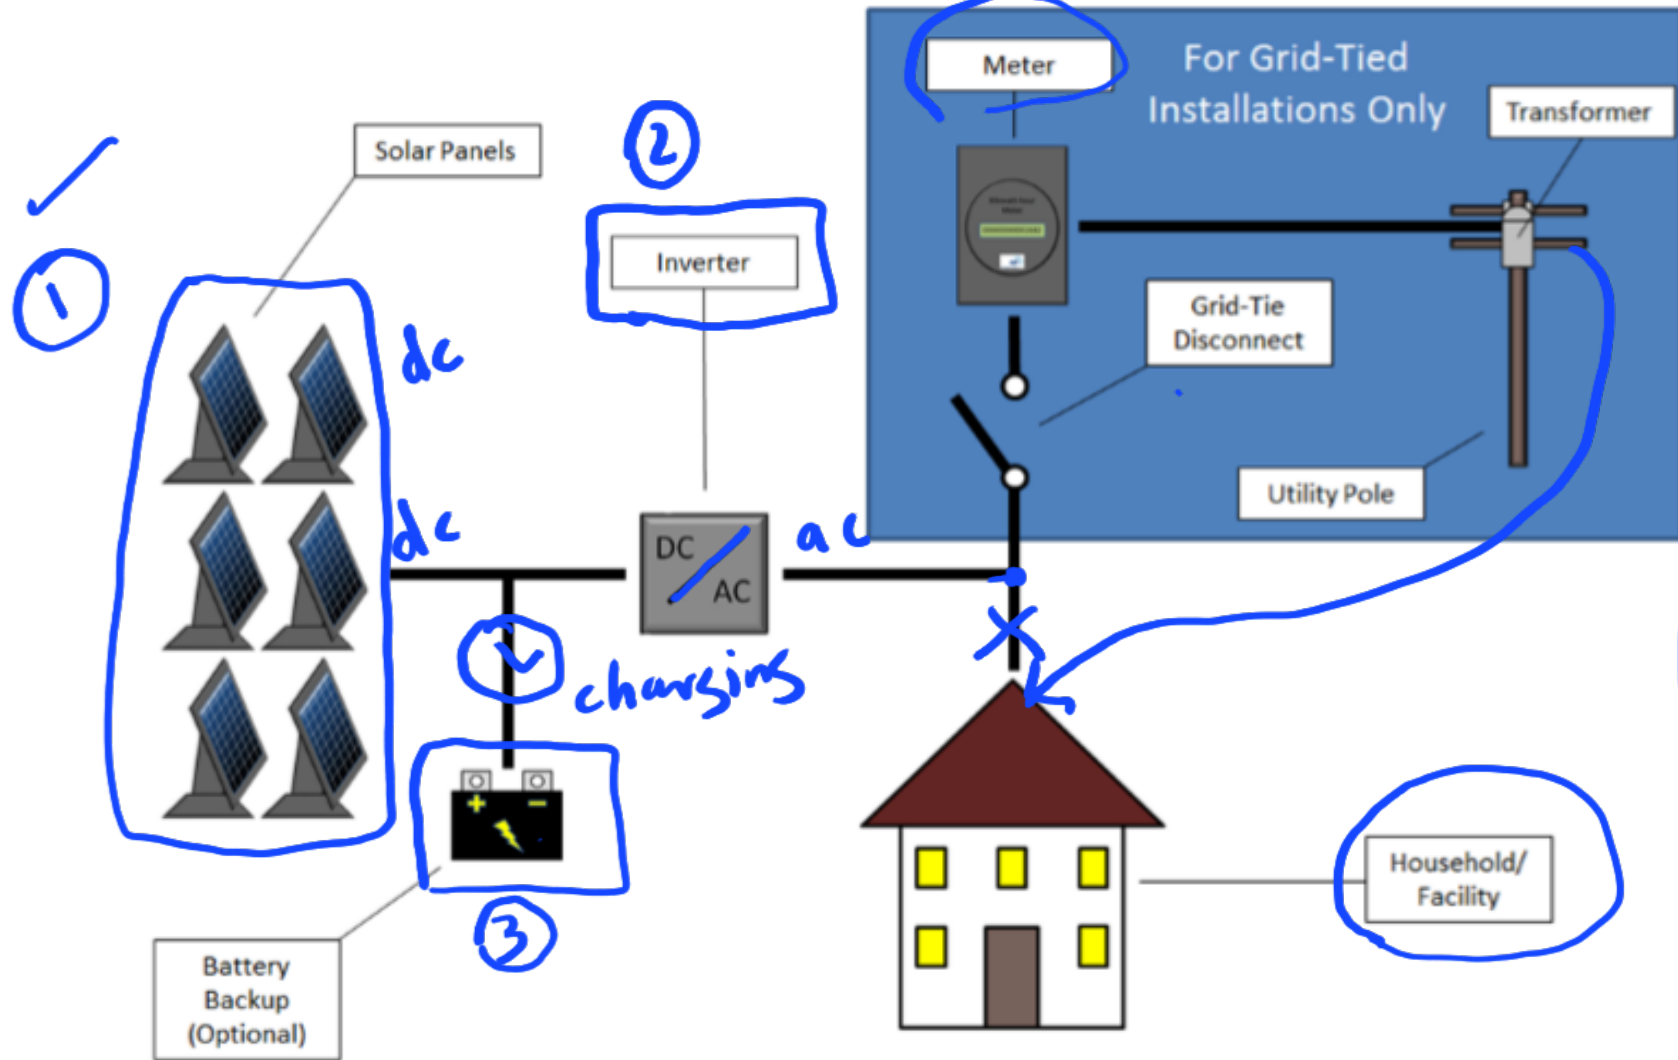 Meter
For Grid-Tied
Installations Only
Transformer
Solar Panels
2
Inverter
1
Grid-Tie
Disconnect
dc
Utility Pole
dc
DC
AC
ac
charging
+ −
Household/
Facility
3
Battery
Backup
(Optional)